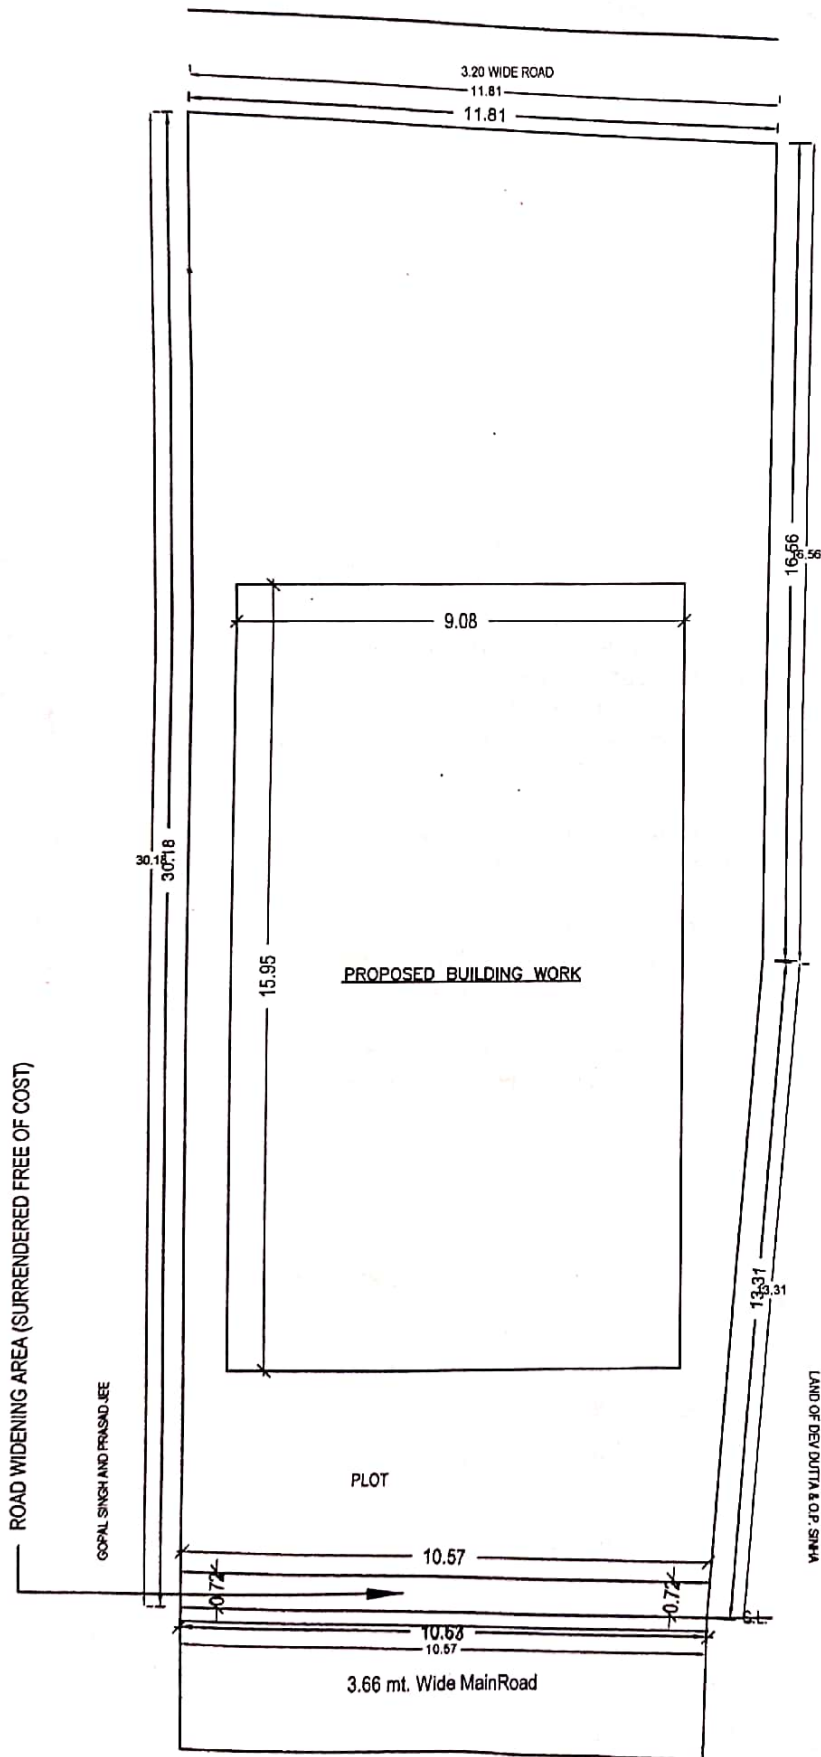 3.20 WIDE ROAD
11.81
11.81
16.56
16.56
9.08
30.18
30.18
15.95
PROPOSED BUILDING WORK
ROAD WIDENING AREA (SURRENDERED FREE OF COST)
GOPAL SINGH AND PRASAD JEE
13.31
13.31
LAND OF DEV DUTTA & O.P. SINHA
PLOT
10.57
0.72
0.72
10.57
3.66 mt. Wide MainRoad